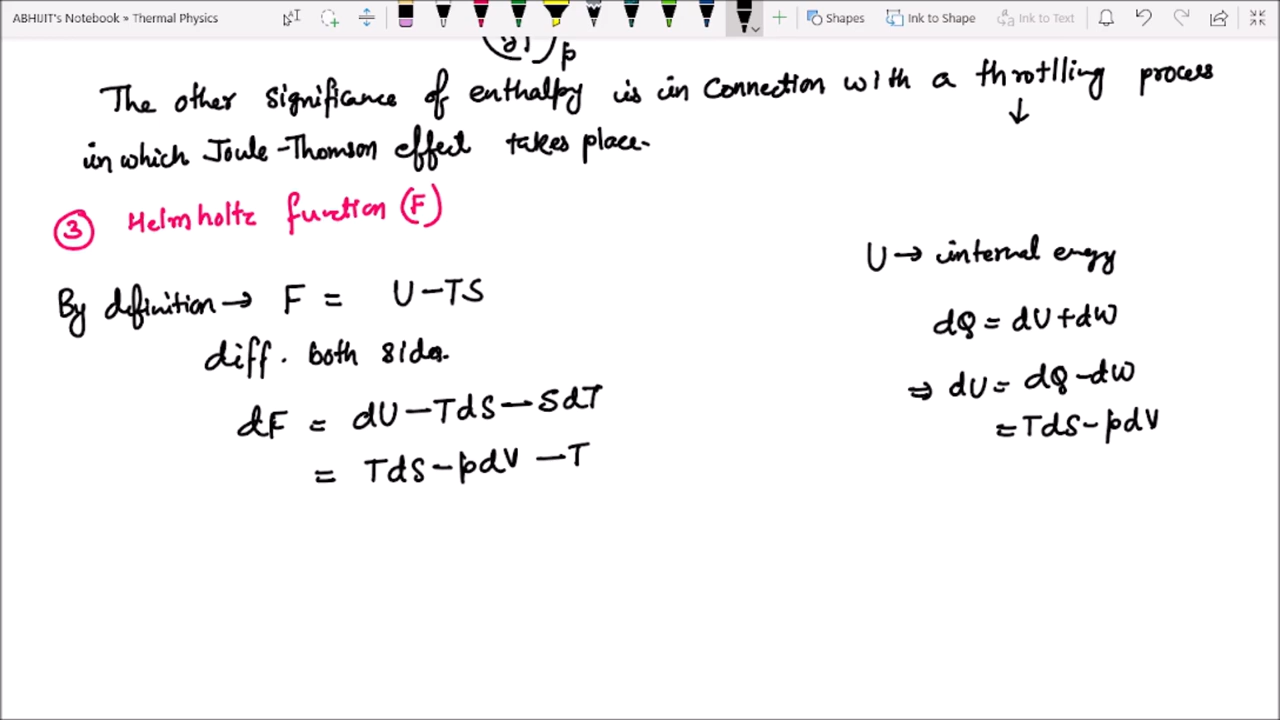 ABHIJIT's Notebook » Thermal Physics
Shapes
Ink to Shape
Ink to Text
p
The other significance of enthalpy is in connection with a throttling process
↓
in which Joule-Thomson effect takes place.
③ Helmholtz function (F)
By definition → F = U-TS
diff. both sides.
dF = dU-TdS-SdT
= TdS-pdV -T
U → internal energy
dQ = dU+dW
⇒ dU = dQ-dW
= TdS-pdV